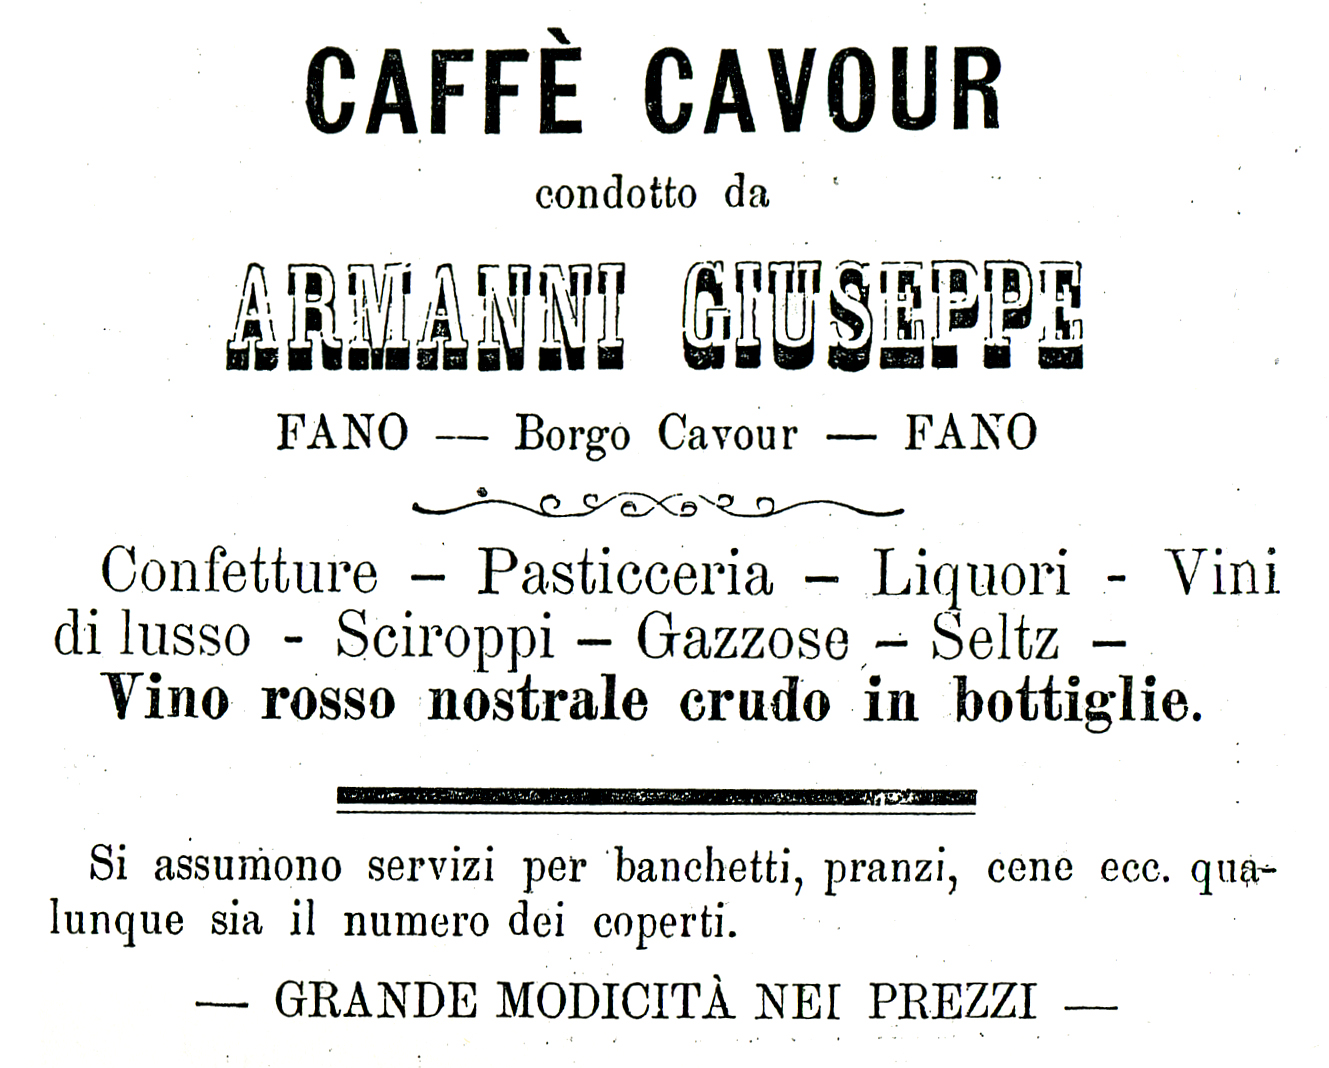 CAFFÈ CAVOUR
condotto da
ARMANNI GIUSEPPE
FANO — Borgo Cavour — FANO
Confetture – Pasticceria – Liquori - Vini
di lusso - Sciroppi – Gazzose – Seltz –
Vino rosso nostrale crudo in bottiglie.
Si assumono servizi per banchetti, pranzi, cene ecc. qua-
lunque sia il numero dei coperti.
— GRANDE MODICITÀ NEI PREZZI —